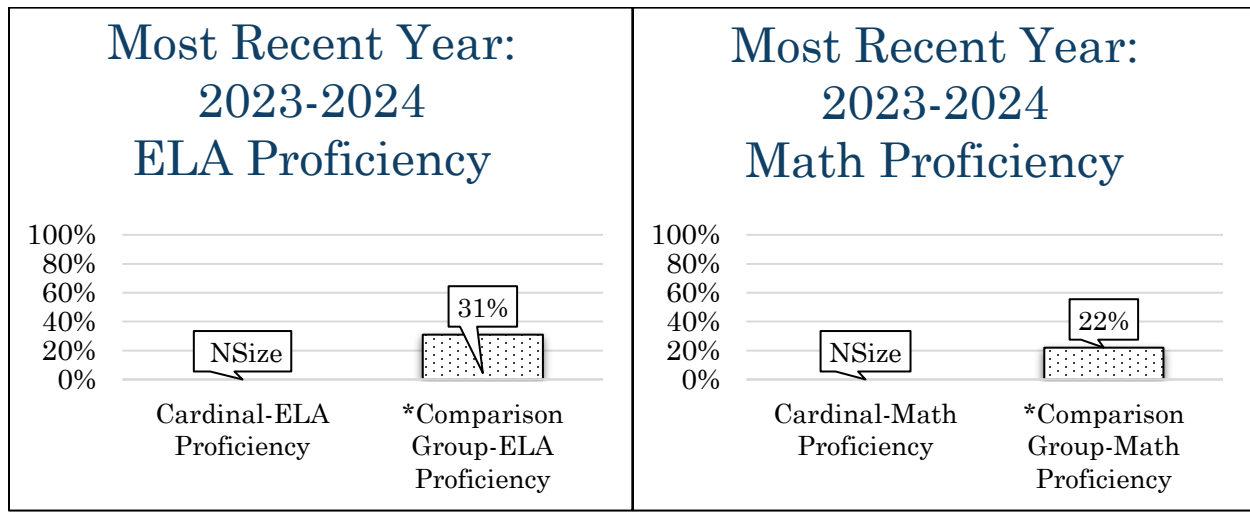 Most Recent Year:
2023-2024
ELA Proficiency
100%
80%
60%
40%
20%
0%
NSize
31%
Cardinal-ELA
Proficiency
*Comparison
Group-ELA
Proficiency
Most Recent Year:
2023-2024
Math Proficiency
100%
80%
60%
40%
20%
0%
NSize
22%
Cardinal-Math
Proficiency
*Comparison
Group-Math
Proficiency